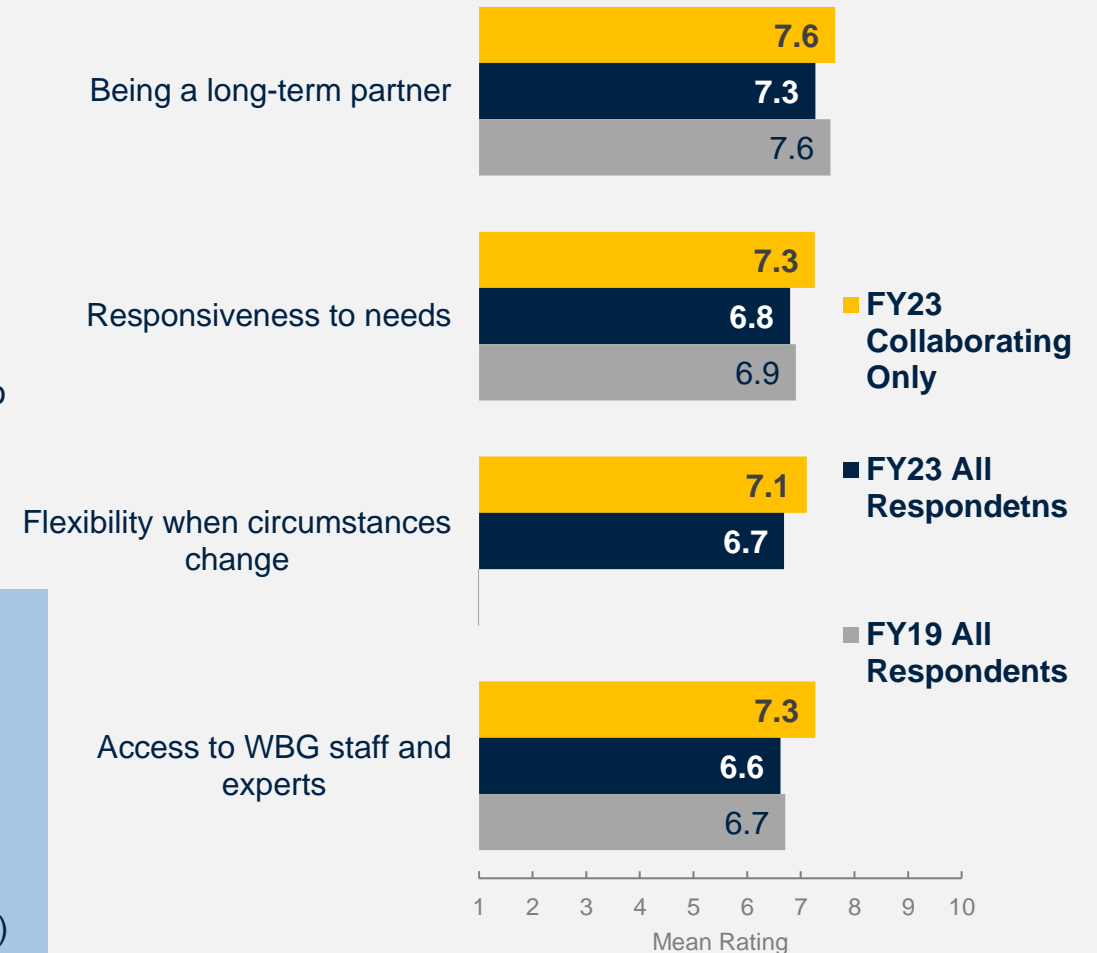 7.6
Being a long-term partner
7.3
7.6
7.3
Responsiveness to needs
6.8
6.9
FY23
Collaborating
Only
7.1
Flexibility when circumstances
change
6.7
FY23 All
Respondetns
FY19 All
Respondents
7.3
Access to WBG staff and
experts
6.6
6.7
1 2 3 4 5 6 7 8 9 10
Mean Rating
)